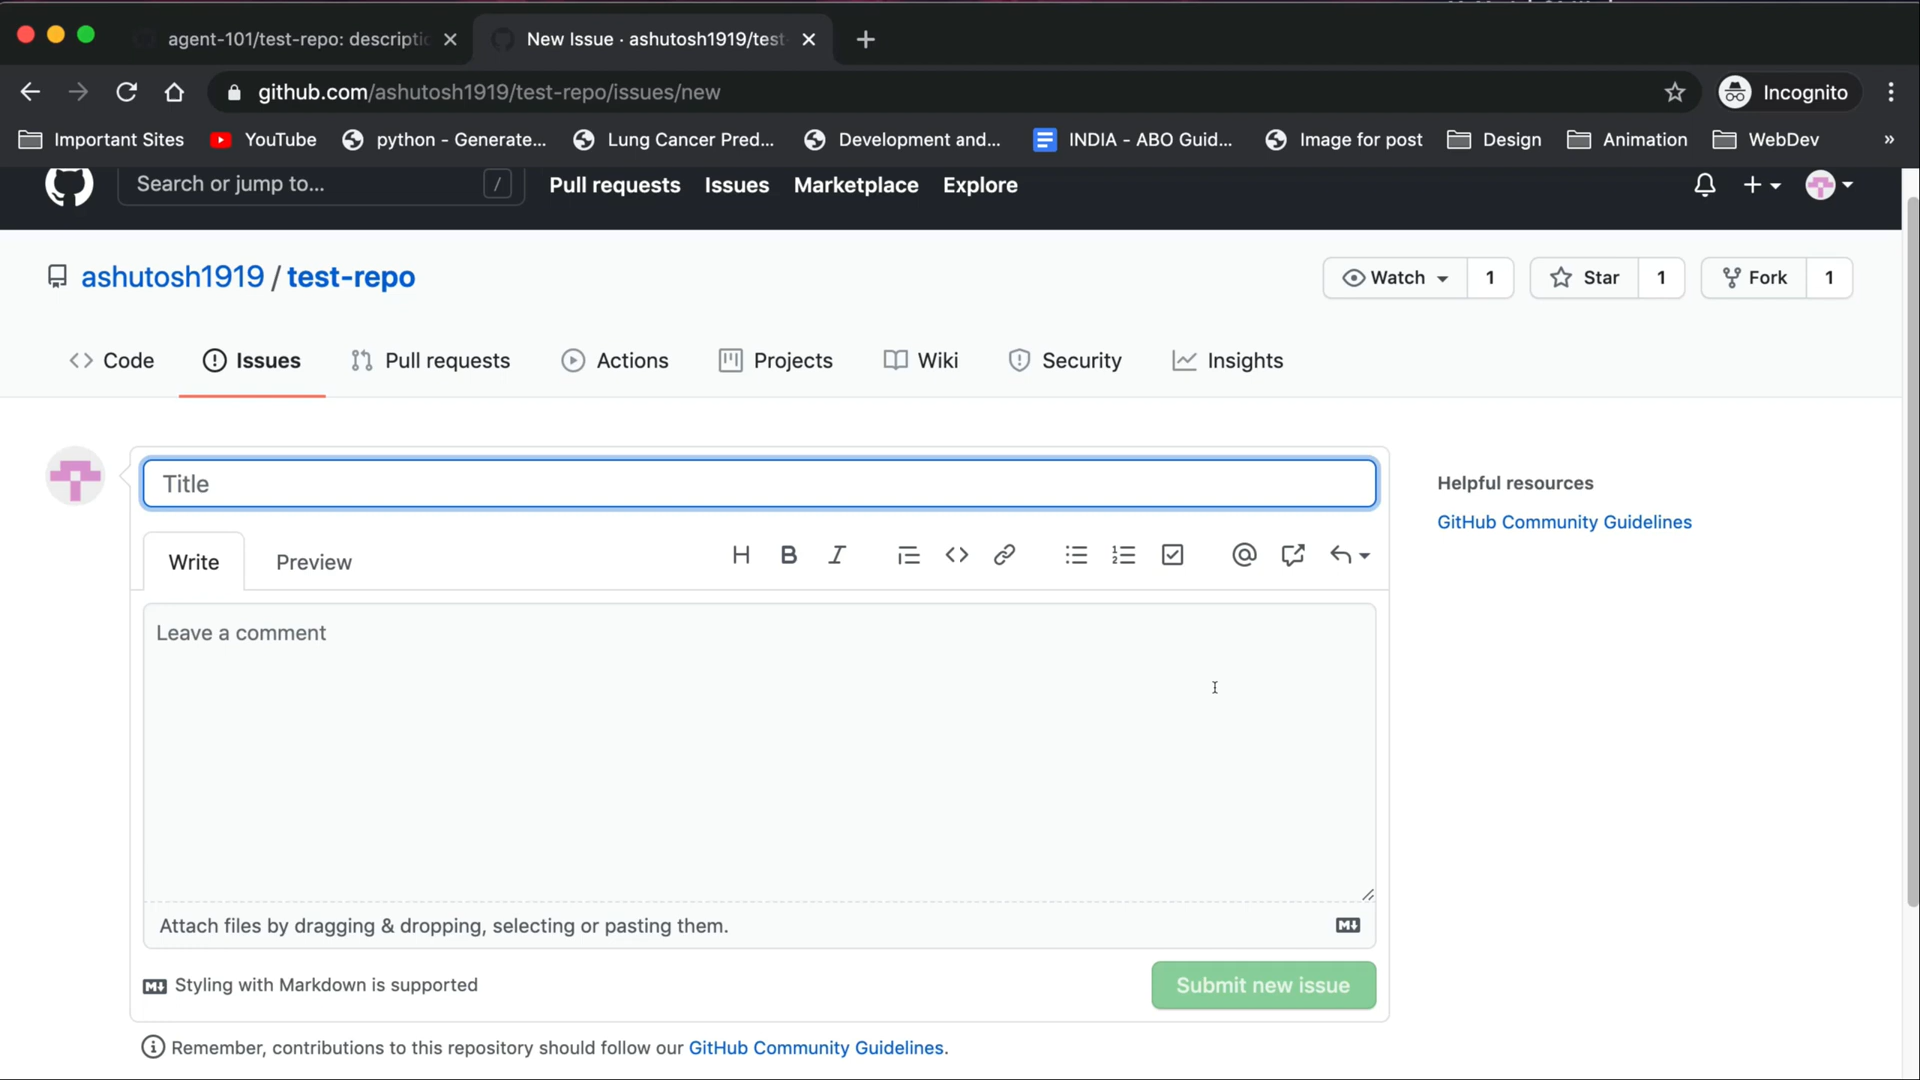 agent-101/test-repo: descriptic
New Issue · ashutosh1919/test-
github.com/ashutosh1919/test-repo/issues/new
Incognito
Important Sites
YouTube
python - Generate...
Lung Cancer Pred...
Development and...
INDIA - ABO Guid...
Image for post
Design
Animation
WebDev
»
Search or jump to...
/
Pull requests
Issues
Marketplace
Explore
ashutosh1919 / test-repo
Watch 1
Star 1
Fork 1
Code
Issues
Pull requests
Actions
Projects
Wiki
Security
Insights
Title
Helpful resources
GitHub Community Guidelines
Write
Preview
H B I
Leave a comment
Attach files by dragging & dropping, selecting or pasting them.
Styling with Markdown is supported
Submit new issue
Remember, contributions to this repository should follow our GitHub Community Guidelines.